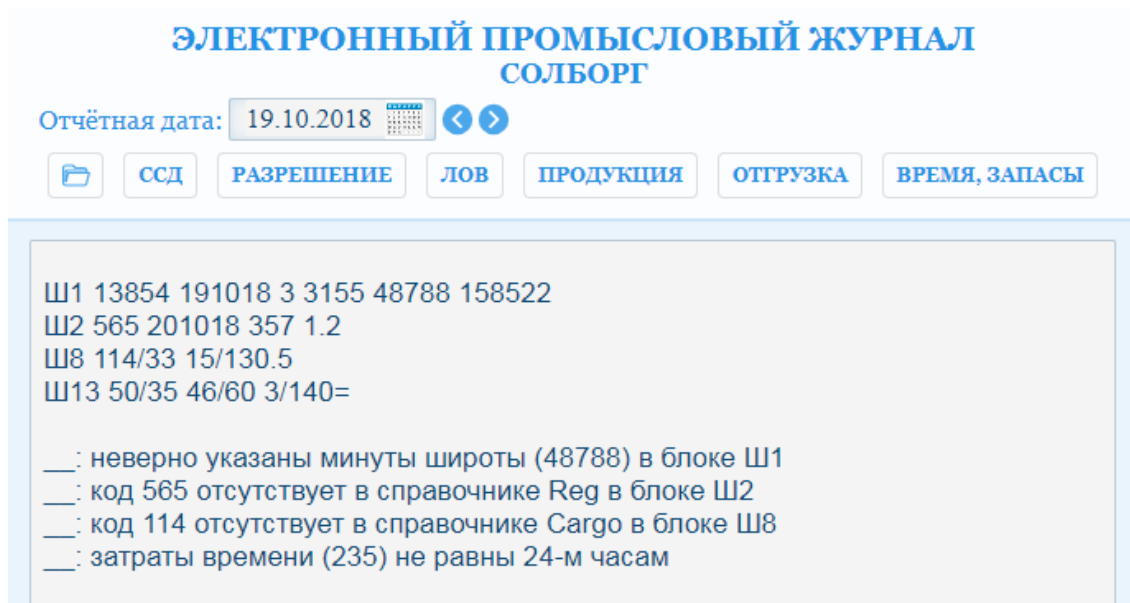 ЭЛЕКТРОННЫЙ ПРОМЫСЛОВЫЙ ЖУРНАЛ
СОЛБОРГ
Отчётная дата: 19.10.2018
ССД РАЗРЕШЕНИЕ ЛОВ ПРОДУКЦИЯ ОТГРУЗКА ВРЕМЯ, ЗАПАСЫ
Ш1 13854 191018 3 3155 48788 158522
Ш2 565 201018 357 1.2
Ш8 114/33 15/130.5
Ш13 50/35 46/60 3/140=
__: неверно указаны минуты широты (48788) в блоке Ш1
__: код 565 отсутствует в справочнике Reg в блоке Ш2
__: код 114 отсутствует в справочнике Cargo в блоке Ш8
__: затраты времени (235) не равны 24-м часам